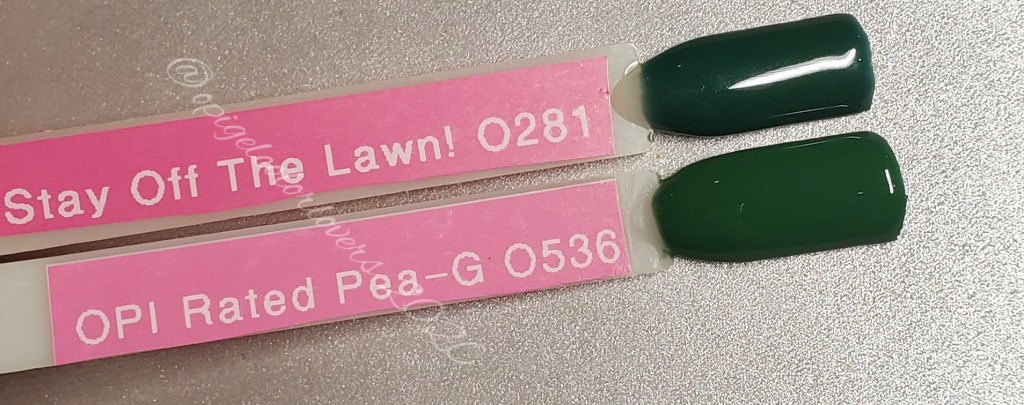 Stay Off The Lawn! O281
OPI Rated Pea-G O536